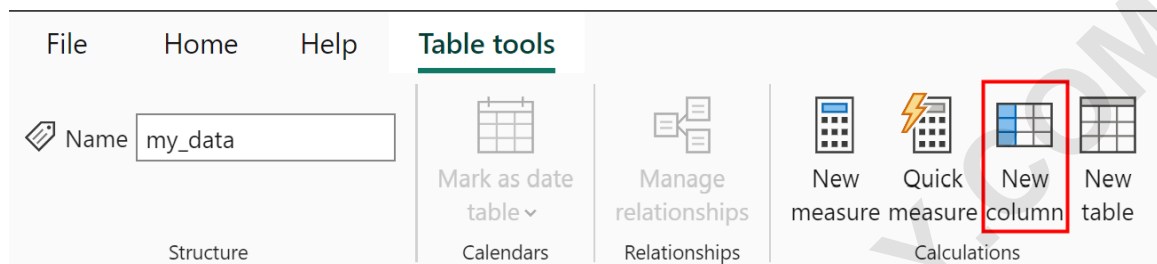 File Home Help Table tools
Name my_data
Mark as date
table
Manage
relationships
New
measure
Quick
measure
New
column
New
table
Structure Calendars Relationships Calculations